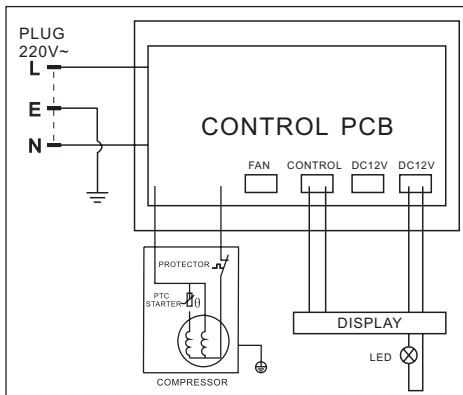 PLUG
220V~
L
E
N
CONTROL PCB
FAN
CONTROL
DC12V
DC12V
PROTECTOR
PTC
STARTER
θ
DISPLAY
LED
COMPRESSOR